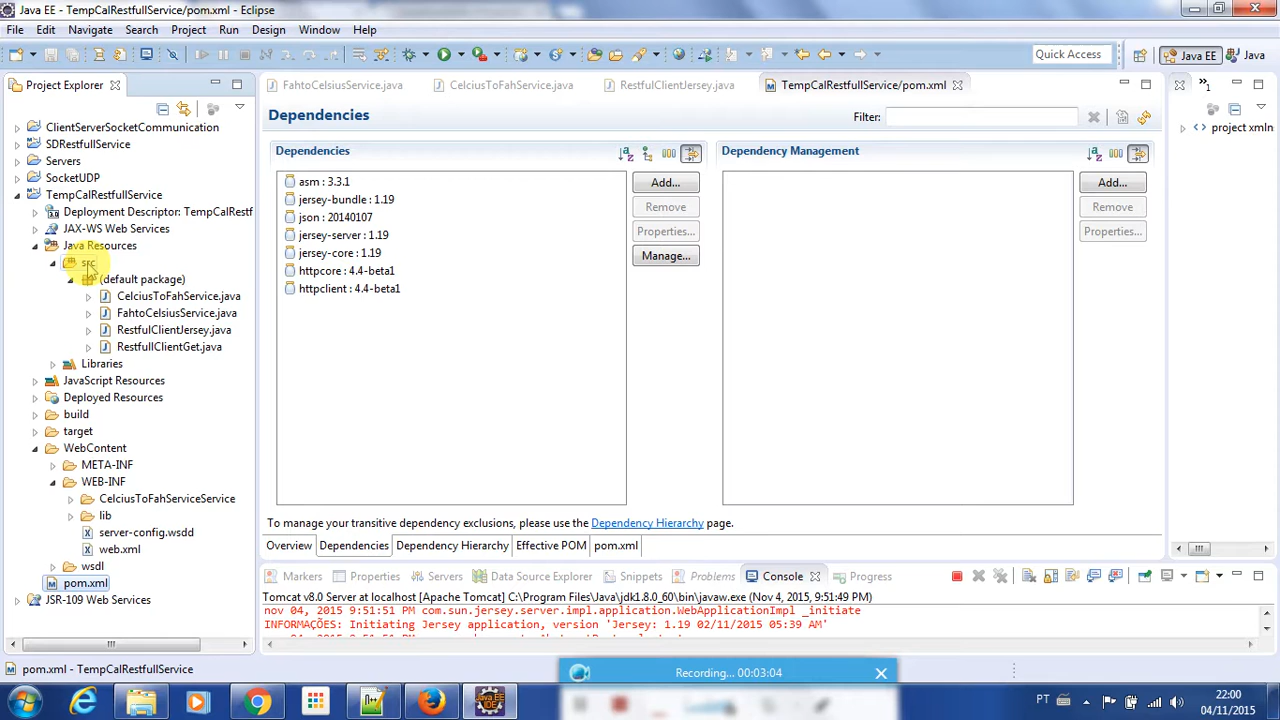 Java EE - TempCalRestfullService/pom.xml - Eclipse
File Edit Navigate Search Project Run Design Window Help
Quick Access
Java EE
Java
Project Explorer
FahtoCelsiusService.java
CelciusToFahService.java
RestfulClientJersey.java
TempCalRestfullService/pom.xml
1
ClientServerSocketCommunication
SDRestfullService
Servers
SocketUDP
TempCalRestfullService
Deployment Descriptor: TempCalRestf
JAX-WS Web Services
Java Resources
src
(default package)
CelciusToFahService.java
FahtoCelsiusService.java
RestfulClientJersey.java
RestfullClientGet.java
Libraries
JavaScript Resources
Deployed Resources
build
target
WebContent
META-INF
WEB-INF
CelciusToFahServiceService
lib
server-config.wsdd
web.xml
wsdl
pom.xml
JSR-109 Web Services
Dependencies
Filter:
Dependencies
asm : 3.3.1
jersey-bundle : 1.19
json : 20140107
jersey-server : 1.19
jersey-core : 1.19
httpcore : 4.4-beta1
httpclient : 4.4-beta1
Add...
Remove
Properties...
Manage...
Dependency Management
Add...
Remove
Properties...
project xmln
To manage your transitive dependency exclusions, please use the Dependency Hierarchy page.
Overview Dependencies Dependency Hierarchy Effective POM pom.xml
Markers Properties Servers Data Source Explorer Snippets Problems Console Progress
Tomcat v8.0 Server at localhost [Apache Tomcat] C:\Program Files\Java\jdk1.8.0_60\bin\javaw.exe (Nov 4, 2015, 9:51:49 PM)
nov 04, 2015 9:51:51 PM com.sun.jersey.server.impl.application.WebApplicationImpl _initiate
INFORMAÇÕES: Initiating Jersey application, version 'Jersey: 1.19 02/11/2015 05:39 AM'
pom.xml - TempCalRestfullService
Recording... 00:03:04
JAVA EE
IDE
PT
22:00
04/11/2015